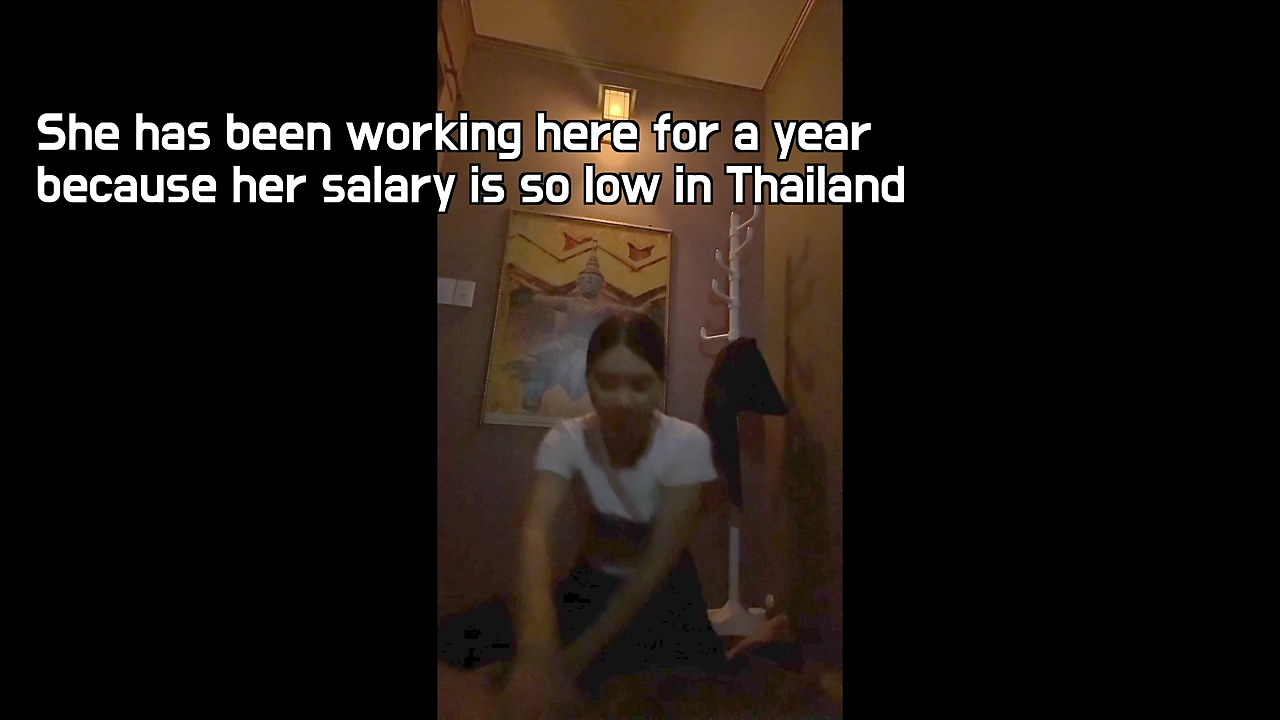 She has been working here for a year
because her salary is so low in Thailand